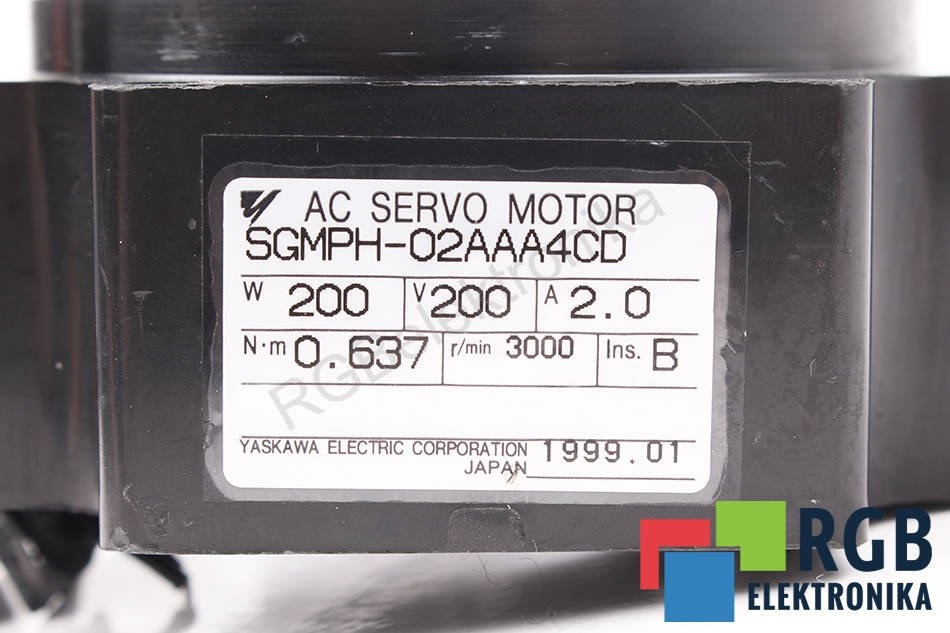 AC SERVO MOTOR
SGMPH-02AAA4CD
W 200 V 200 A 2.0
N·m 0.637 r/min 3000 Ins. B
YASKAWA ELECTRIC CORPORATION 1999.01
JAPAN
RGBelektronika
RGB
ELEKTRONIKA